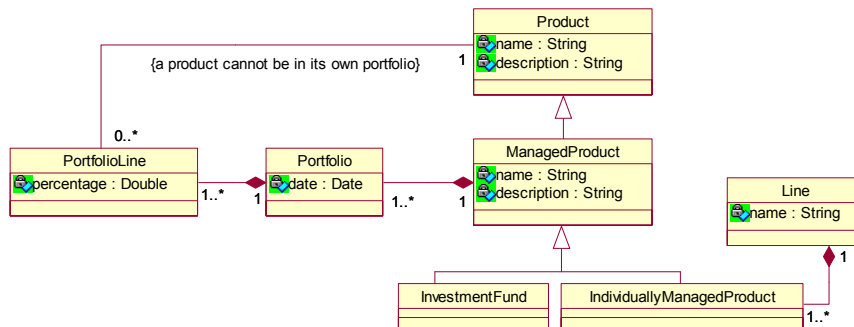 Product
name : String
description : String
{a product cannot be in its own portfolio}
1
0..*
PortfolioLine
percentage : Double
1..*
1
Portfolio
date : Date
1..*
1
ManagedProduct
name : String
description : String
Line
name : String
1
1..*
InvestmentFund
IndividuallyManagedProduct